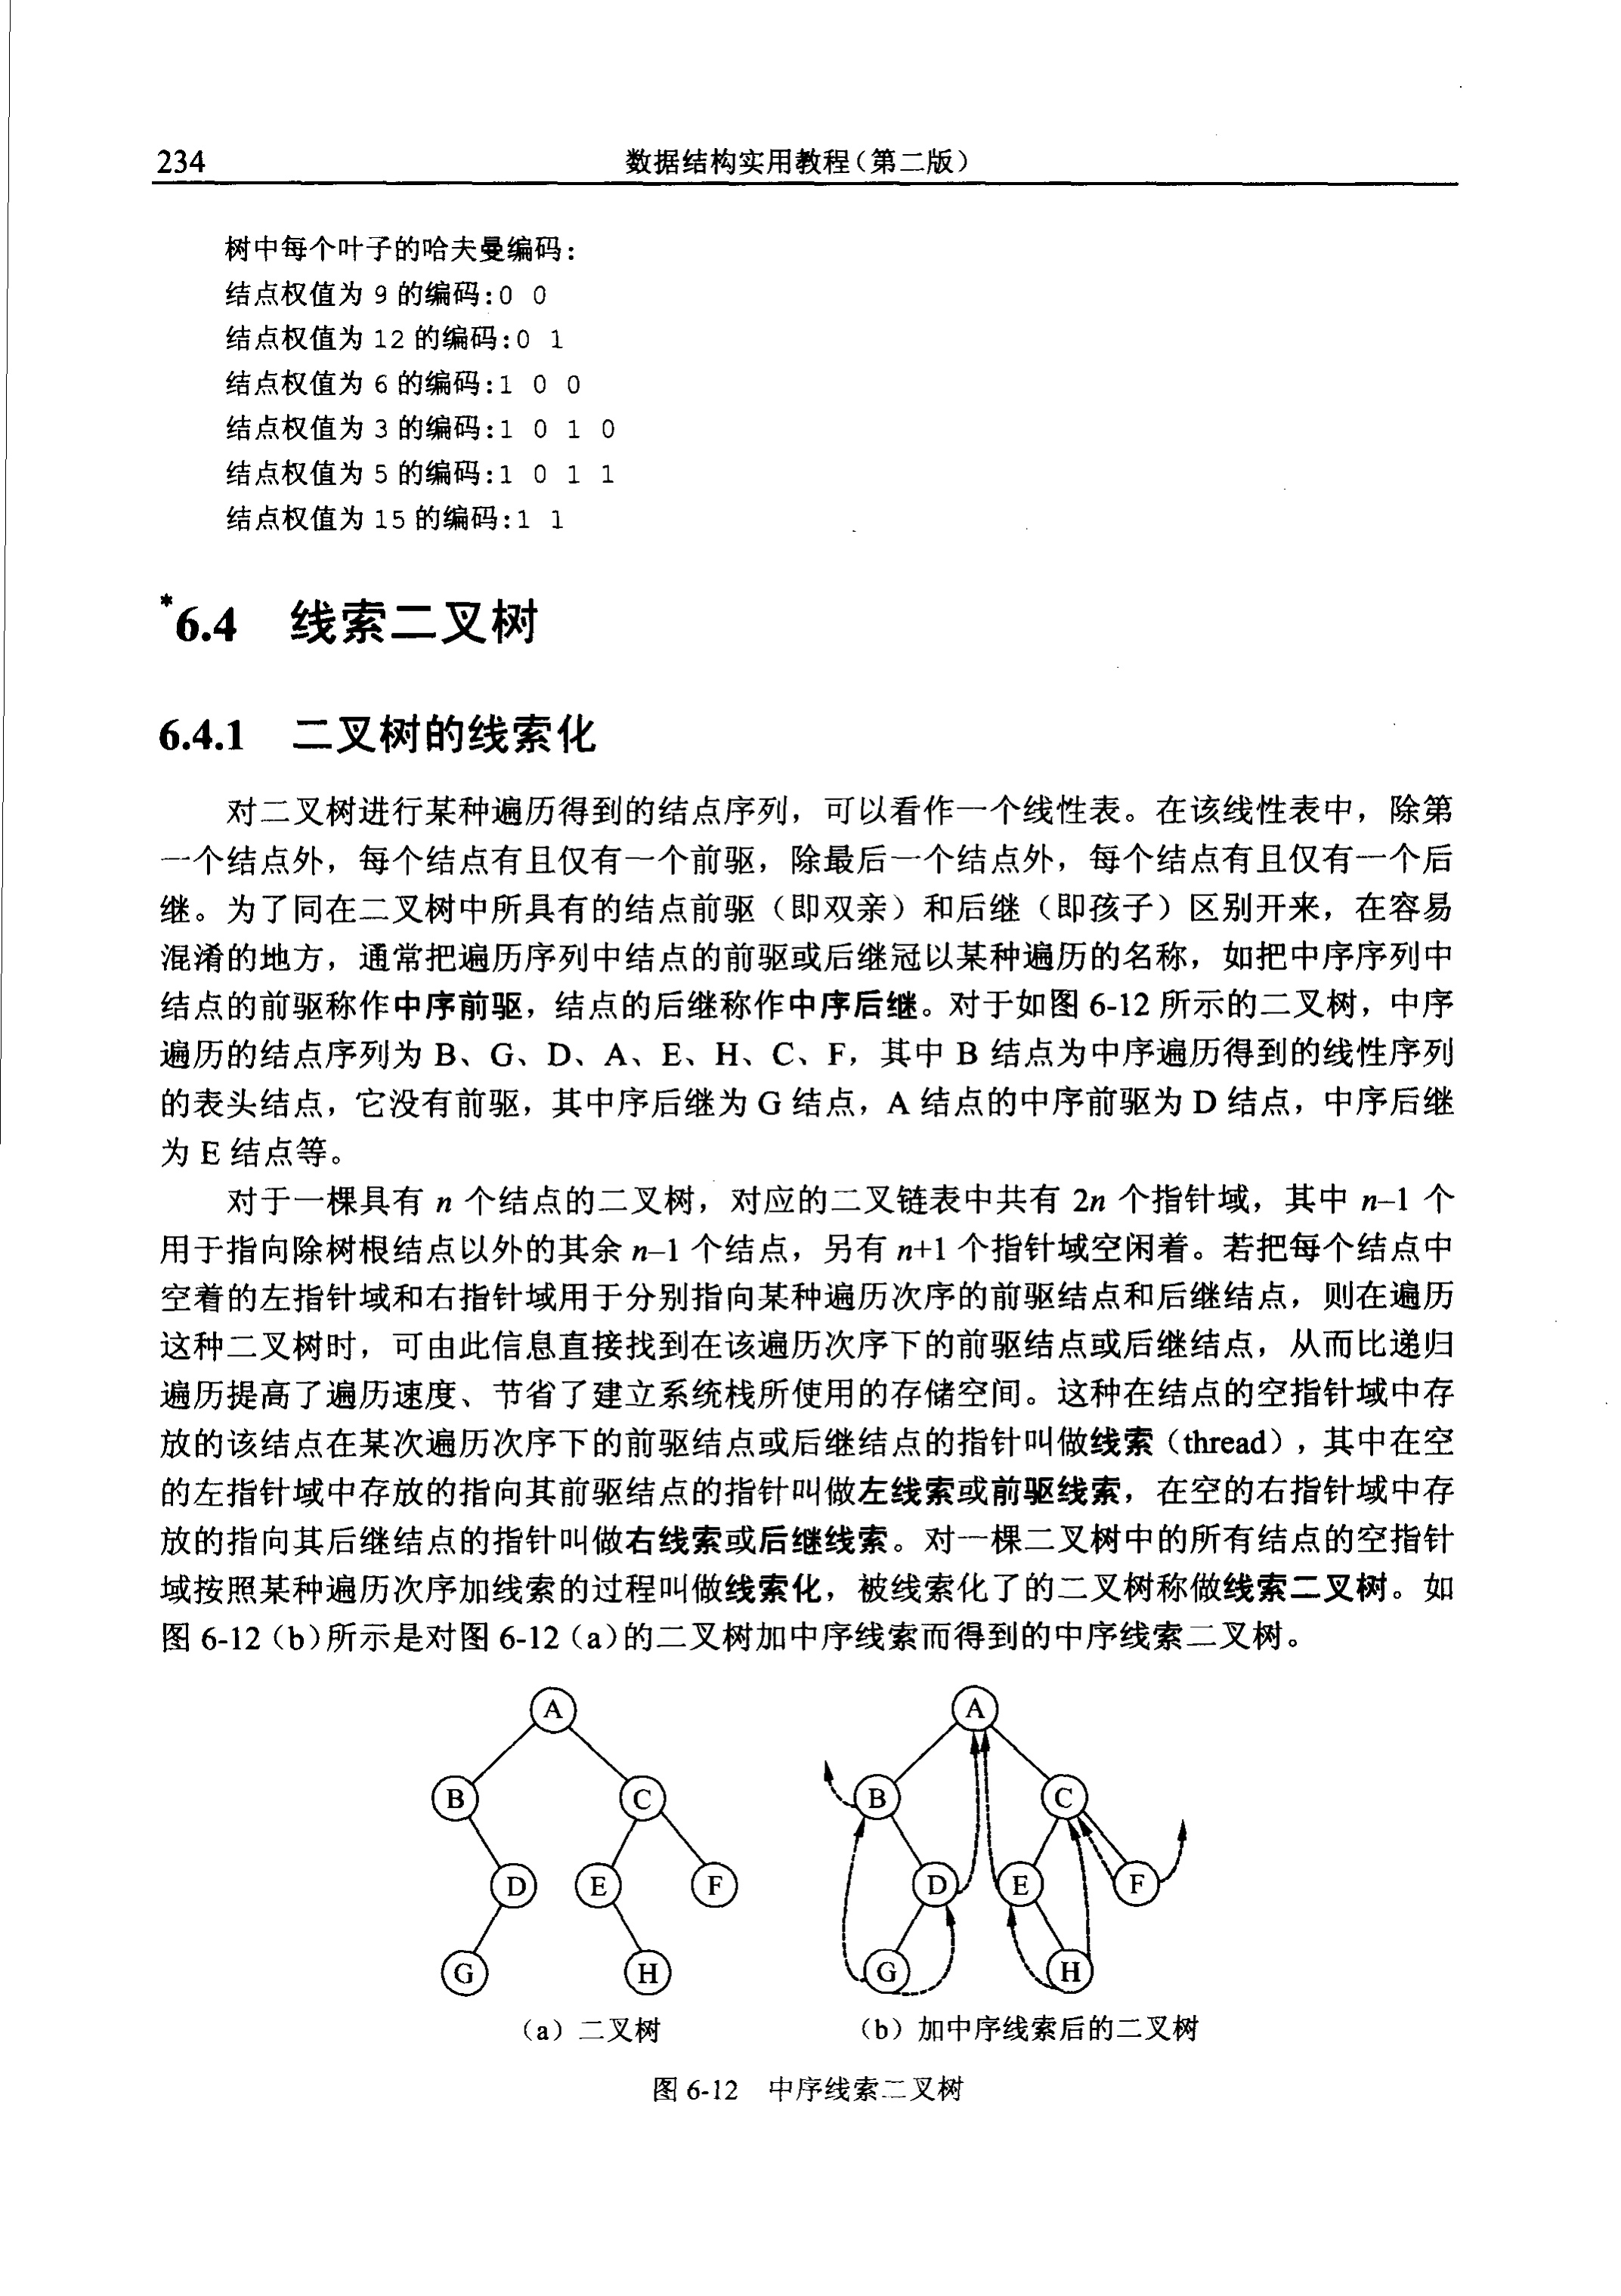 234 数据结构实用教程(第二版)
树中每个叶子的哈夫曼编码:
结点权值为 9 的编码:0 0
结点权值为 12 的编码:0 1
结点权值为 6 的编码:1 0 0
结点权值为 3 的编码:1 0 1 0
结点权值为 5 的编码:1 0 1 1
结点权值为 15 的编码:1 1
*6.4 线索二叉树
6.4.1 二叉树的线索化
对二叉树进行某种遍历得到的结点序列，可以看作一个线性表。在该线性表中，除第
一个结点外，每个结点有且仅有一个前驱，除最后一个结点外，每个结点有且仅有一个后
继。为了同在二叉树中所具有的结点前驱（即双亲）和后继（即孩子）区别开来，在容易
混淆的地方，通常把遍历序列中结点的前驱或后继冠以某种遍历的名称，如把中序序列中
结点的前驱称作中序前驱，结点的后继称作中序后继。对于如图 6-12 所示的二叉树，中序
遍历的结点序列为 B、G、D、A、E、H、C、F，其中 B 结点为中序遍历得到的线性序列
的表头结点，它没有前驱，其中序后继为 G 结点，A 结点的中序前驱为 D 结点，中序后继
为 E 结点等。
对于一棵具有 n 个结点的二叉树，对应的二叉链表中共有 2n 个指针域，其中 n–1 个
用于指向除树根结点以外的其余 n–1 个结点，另有 n+1 个指针域空闲着。若把每个结点中
空着的左指针域和右指针域用于分别指向某种遍历次序的前驱结点和后继结点，则在遍历
这种二叉树时，可由此信息直接找到在该遍历次序下的前驱结点或后继结点，从而比递归
遍历提高了遍历速度、节省了建立系统栈所使用的存储空间。这种在结点的空指针域中存
放的该结点在某次遍历次序下的前驱结点或后继结点的指针叫做线索（thread），其中在空
的左指针域中存放的指向其前驱结点的指针叫做左线索或前驱线索，在空的右指针域中存
放的指向其后继结点的指针叫做右线索或后继线索。对一棵二叉树中的所有结点的空指针
域按照某种遍历次序加线索的过程叫做线索化，被线索化了的二叉树称做线索二叉树。如
图 6-12（b）所示是对图 6-12（a）的二叉树加中序线索而得到的中序线索二叉树。
A A
B C B C
D E F D E F
G H G H
（a）二叉树 （b）加中序线索后的二叉树
图 6-12 中序线索二叉树